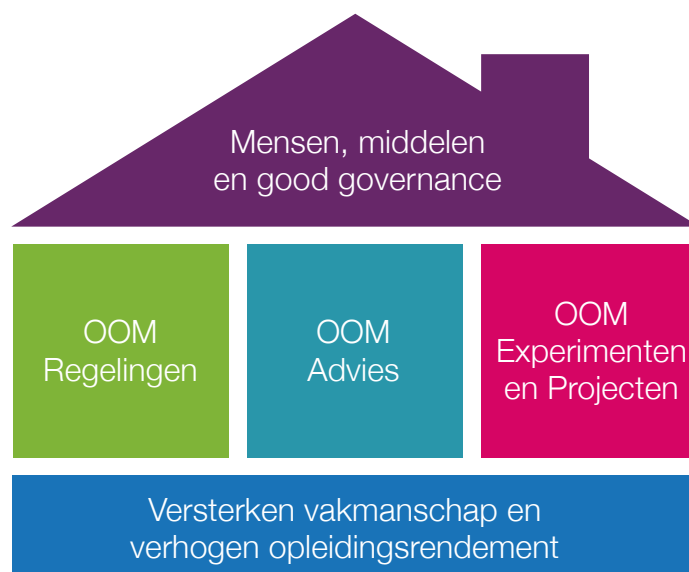 Mensen, middelen
en good governance
OOM
Regelingen
OOM
Advies
OOM
Experimenten
en Projecten
Versterken vakmanschap en
verhogen opleidingsrendement